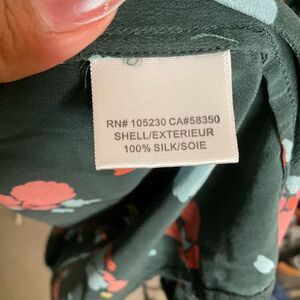 RN# 105230 CA#58350
SHELL/EXTERIEUR
100% SILK/SOIE